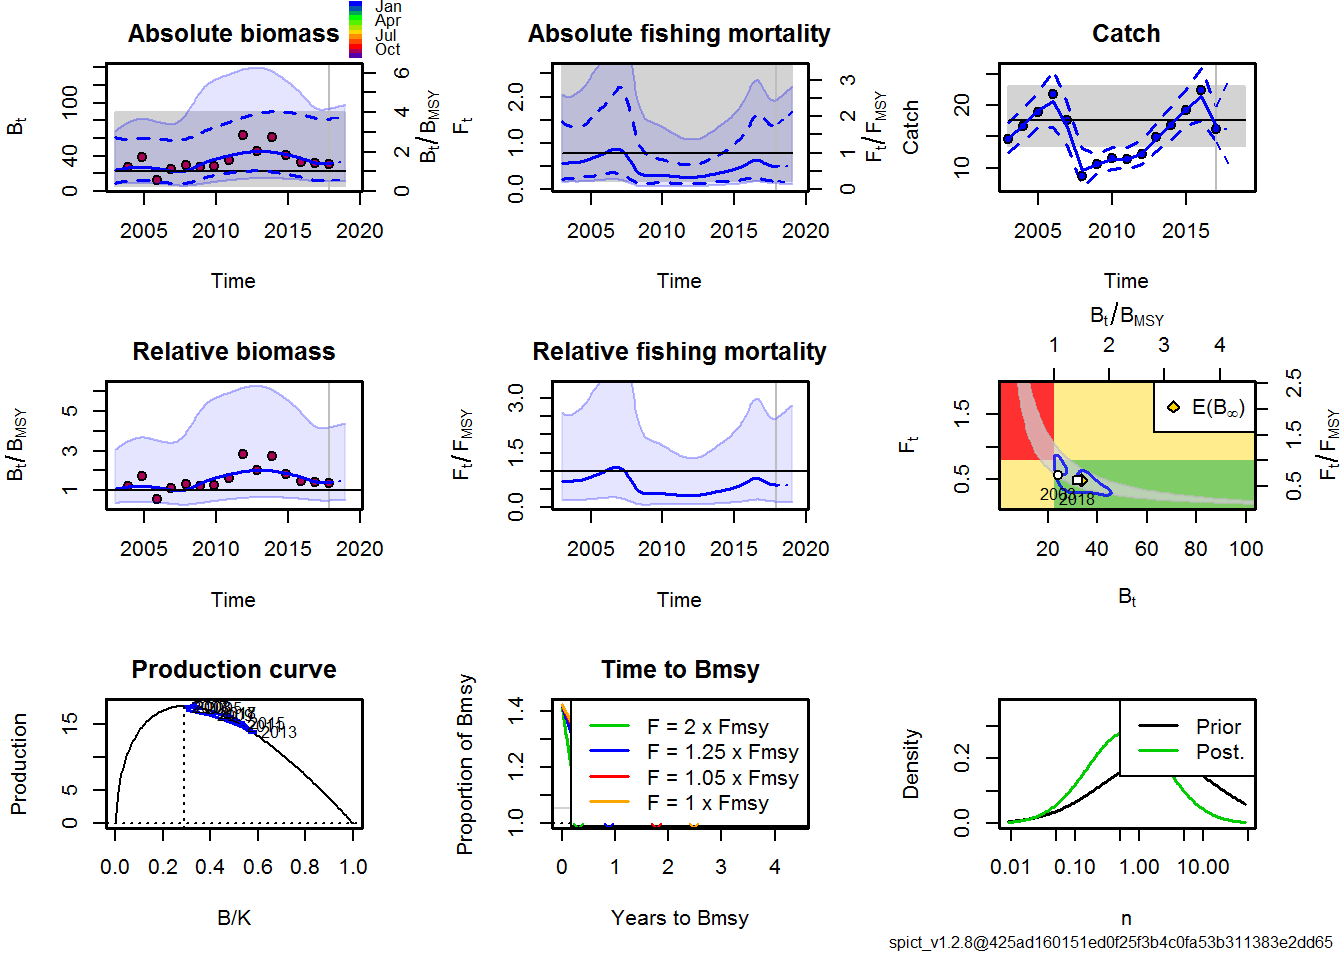 Absolute biomass
Jan
Apr
Jul
Oct
0 40 100
0 1 2 4 6
Bt
Bt/BMSY
2005 2010 2015 2020
Time
Absolute fishing mortality
0.0 1.0 2.0
0 1 2 3
Ft
Ft/FMSY
2005 2010 2015 2020
Time
Catch
10 20
Catch
2005 2010 2015
Time
Relative biomass
1 3 5
Bt/BMSY
2005 2010 2015 2020
Time
Relative fishing mortality
0.0 1.5 3.0
Ft/FMSY
2005 2010 2015 2020
Time
Bt/BMSY
1 2 3 4
E(B∞)
0.5 1.5
0.5 1.5 2.5
Ft
Ft/FMSY
2018
20 40 60 80 100
Bt
Production curve
0 5 15
Production
2015
2013
0.0 0.2 0.4 0.6 0.8 1.0
B/K
Time to Bmsy
1.0 1.2 1.4
Proportion of Bmsy
F = 2 x Fmsy
F = 1.25 x Fmsy
F = 1.05 x Fmsy
F = 1 x Fmsy
0 1 2 3 4
Years to Bmsy
0.0 0.2
Density
Prior
Post.
0.01 0.10 1.00 10.00
n
spict_v1.2.8@425ad160151ed0f25f3b4c0fa53b311383e2dd65